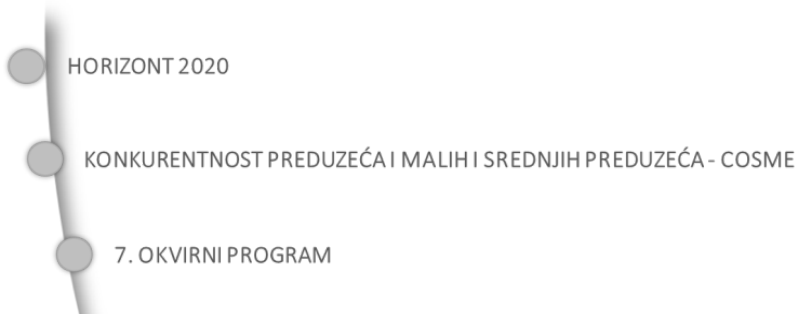 HORIZONT 2020
KONKURENTNOST PREDUZEĆA I MALIH I SREDNJIH PREDUZEĆA - COSME
7. OKVIRNI PROGRAM